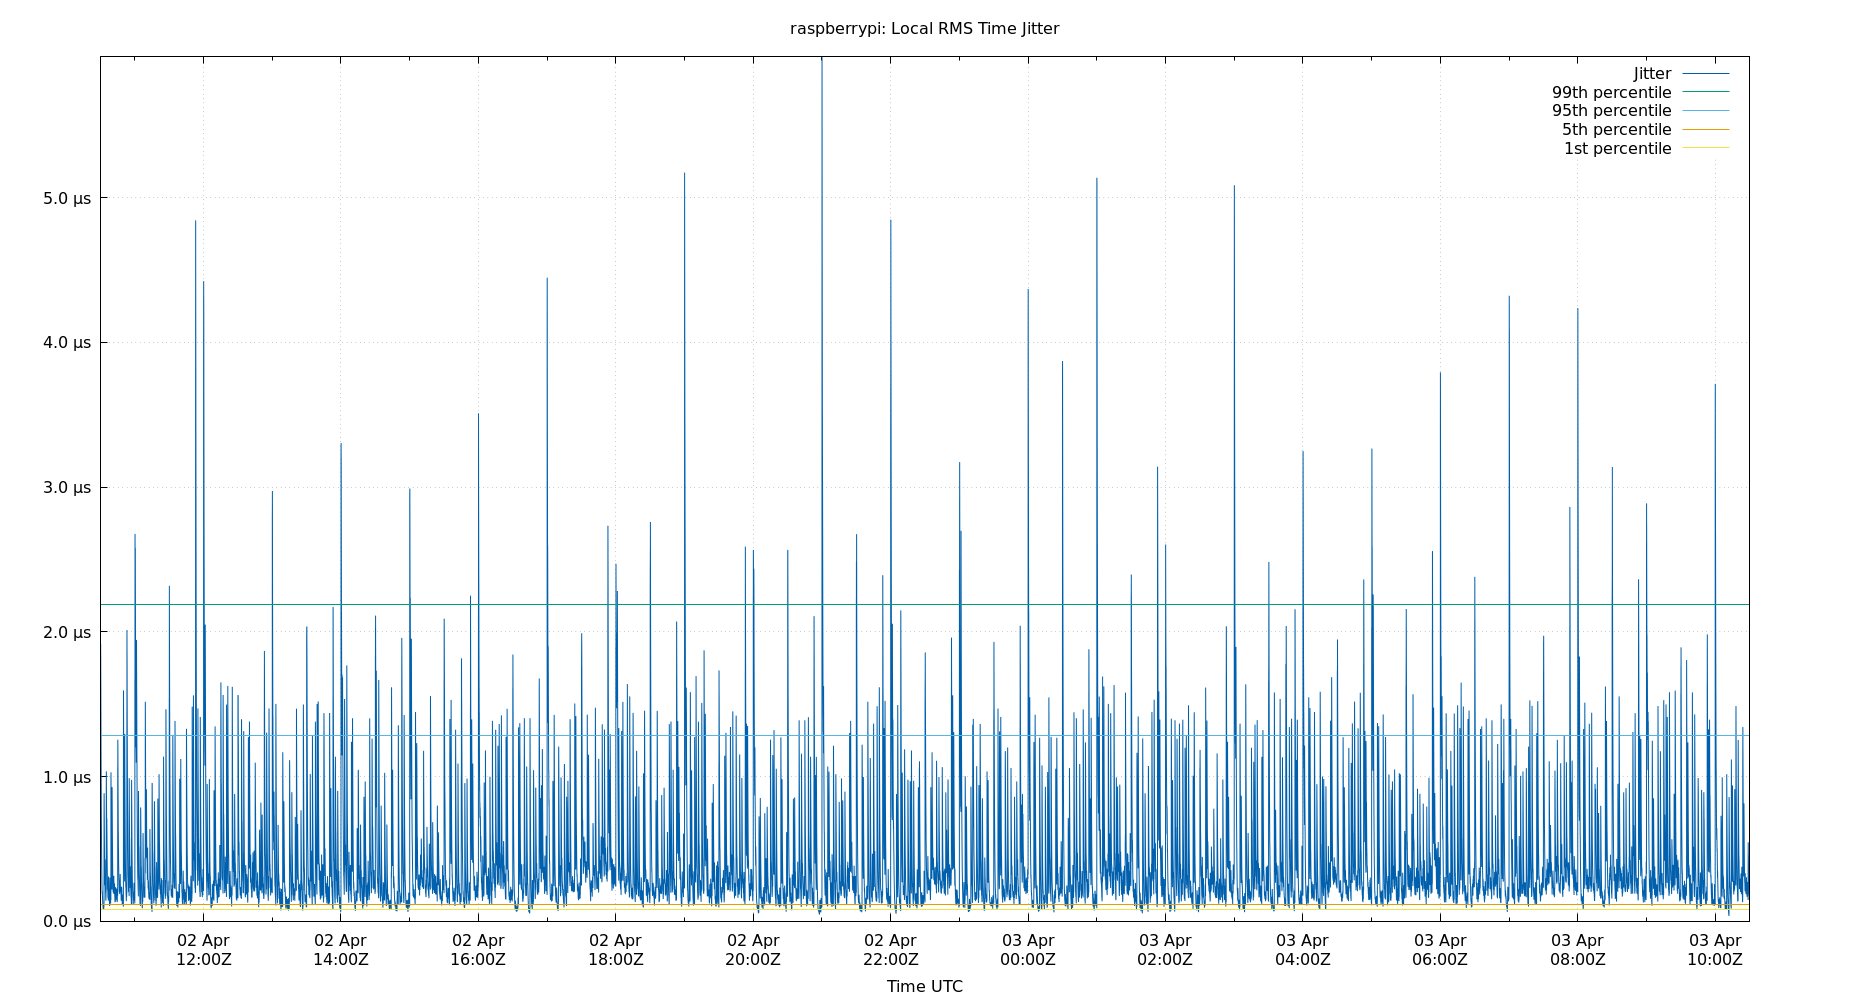 raspberrypi: Local RMS Time Jitter
Jitter
99th percentile
95th percentile
5th percentile
1st percentile
5.0 µs
4.0 µs
3.0 µs
2.0 µs
1.0 µs
0.0 µs
02 Apr 02 Apr 02 Apr 02 Apr 02 Apr 02 Apr 03 Apr 03 Apr 03 Apr 03 Apr 03 Apr 03 Apr
12:00Z 14:00Z 16:00Z 18:00Z 20:00Z 22:00Z 00:00Z 02:00Z 04:00Z 06:00Z 08:00Z 10:00Z
Time UTC